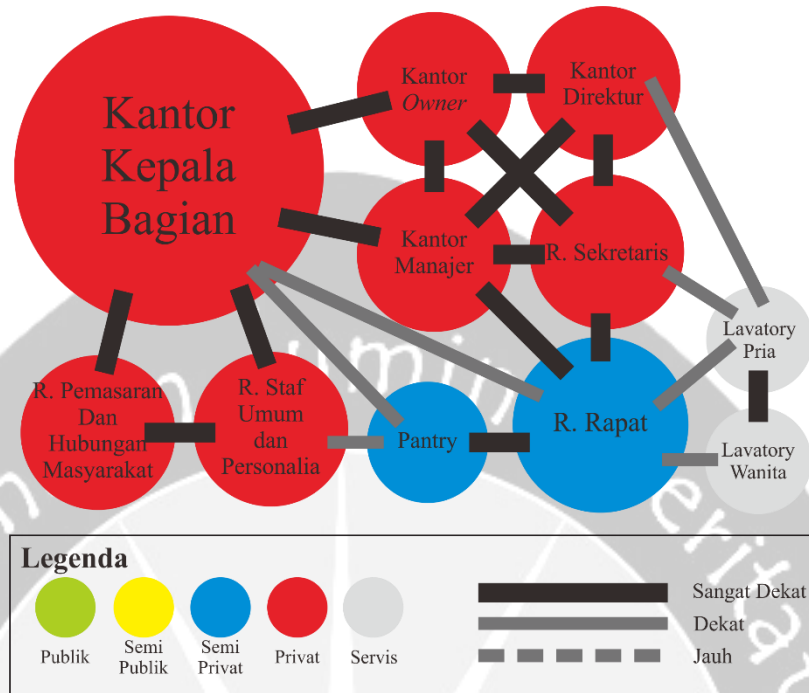 Kantor
Kepala
Bagian
Kantor
Owner
Kantor
Direktur
Kantor
Manajer
R. Sekretaris
Lavatory
Pria
R. Pemasaran
Dan
Hubungan
Masyarakat
R. Staf
Umum
dan
Personalia
Pantry
R. Rapat
Lavatory
Wanita
Legenda
Publik
Semi
Publik
Semi
Privat
Privat
Servis
Sangat Dekat
Dekat
Jauh